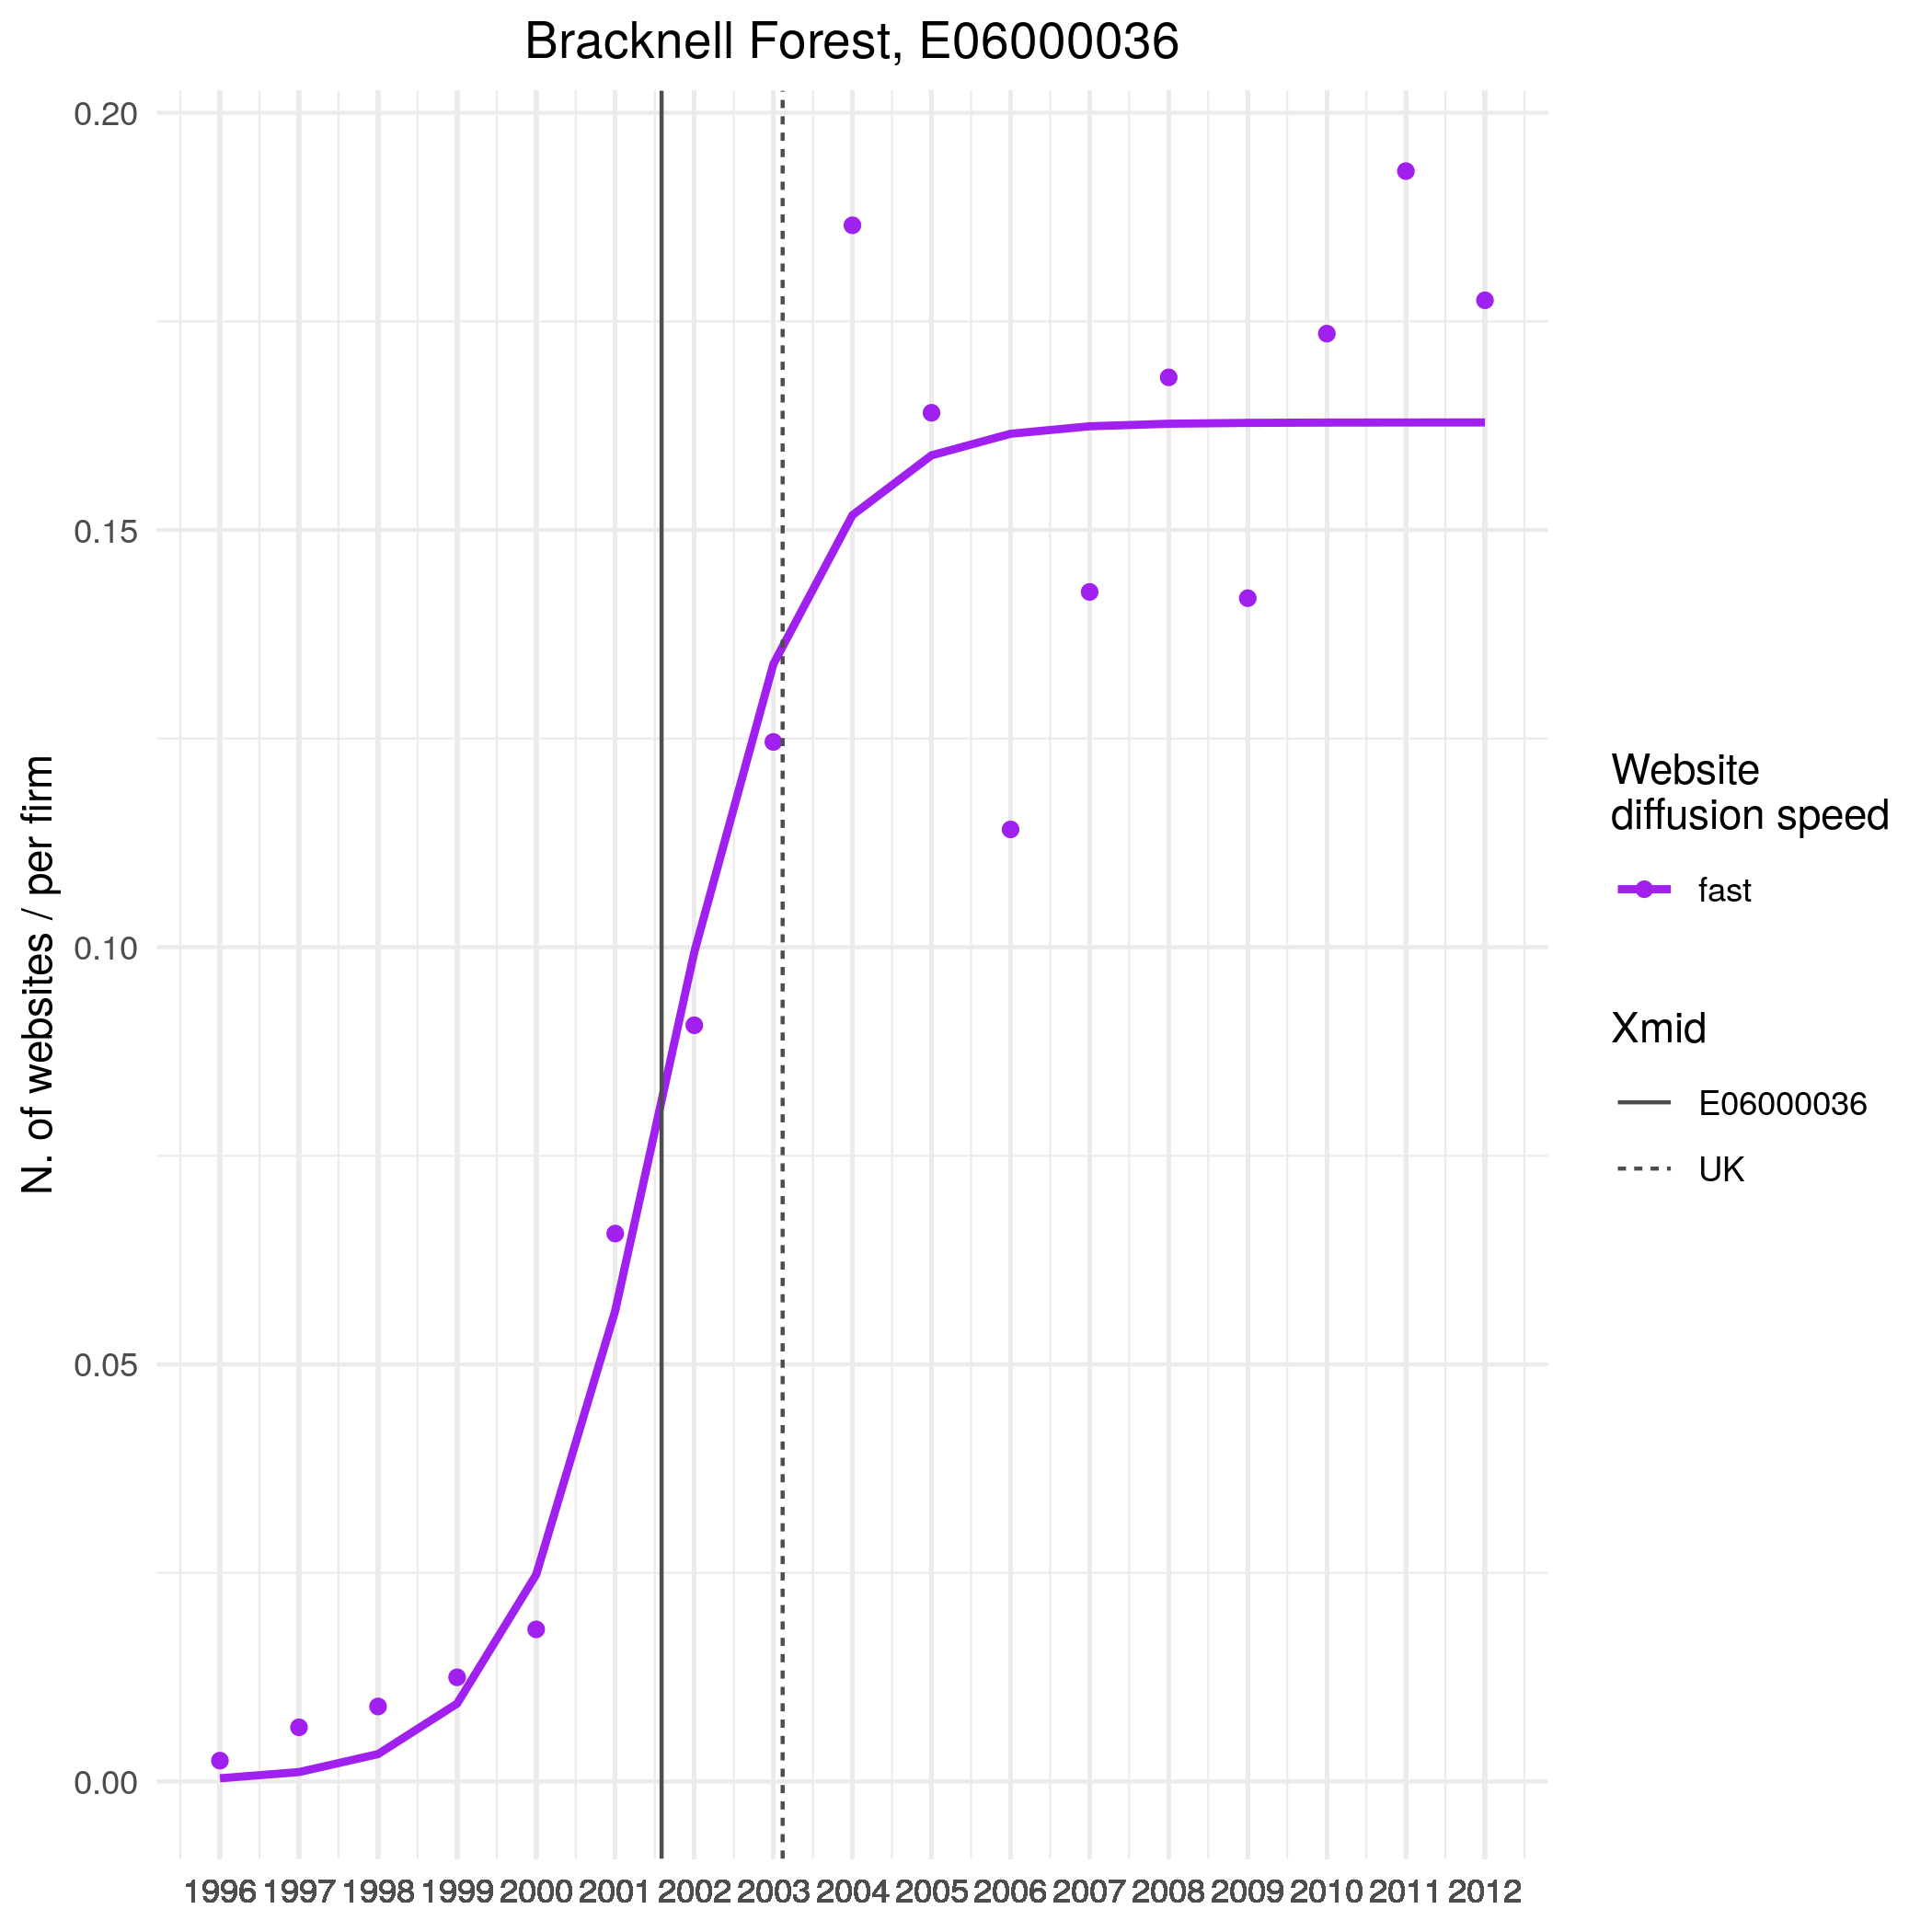 Bracknell Forest, E06000036
0.20
0.15
0.10
0.05
0.00
N. of websites / per firm
1996 1997 1998 1999 2000 2001 2002 2003 2004 2005 2006 2007 2008 2009 2010 2011 2012
Website
diffusion speed
fast
Xmid
E06000036
UK